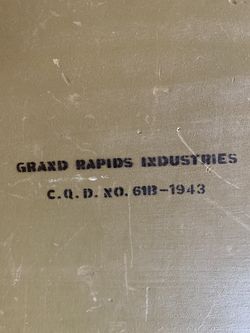 GRAND RAPIDS INDUSTRIES
C.Q.D. NO. 61B-1943